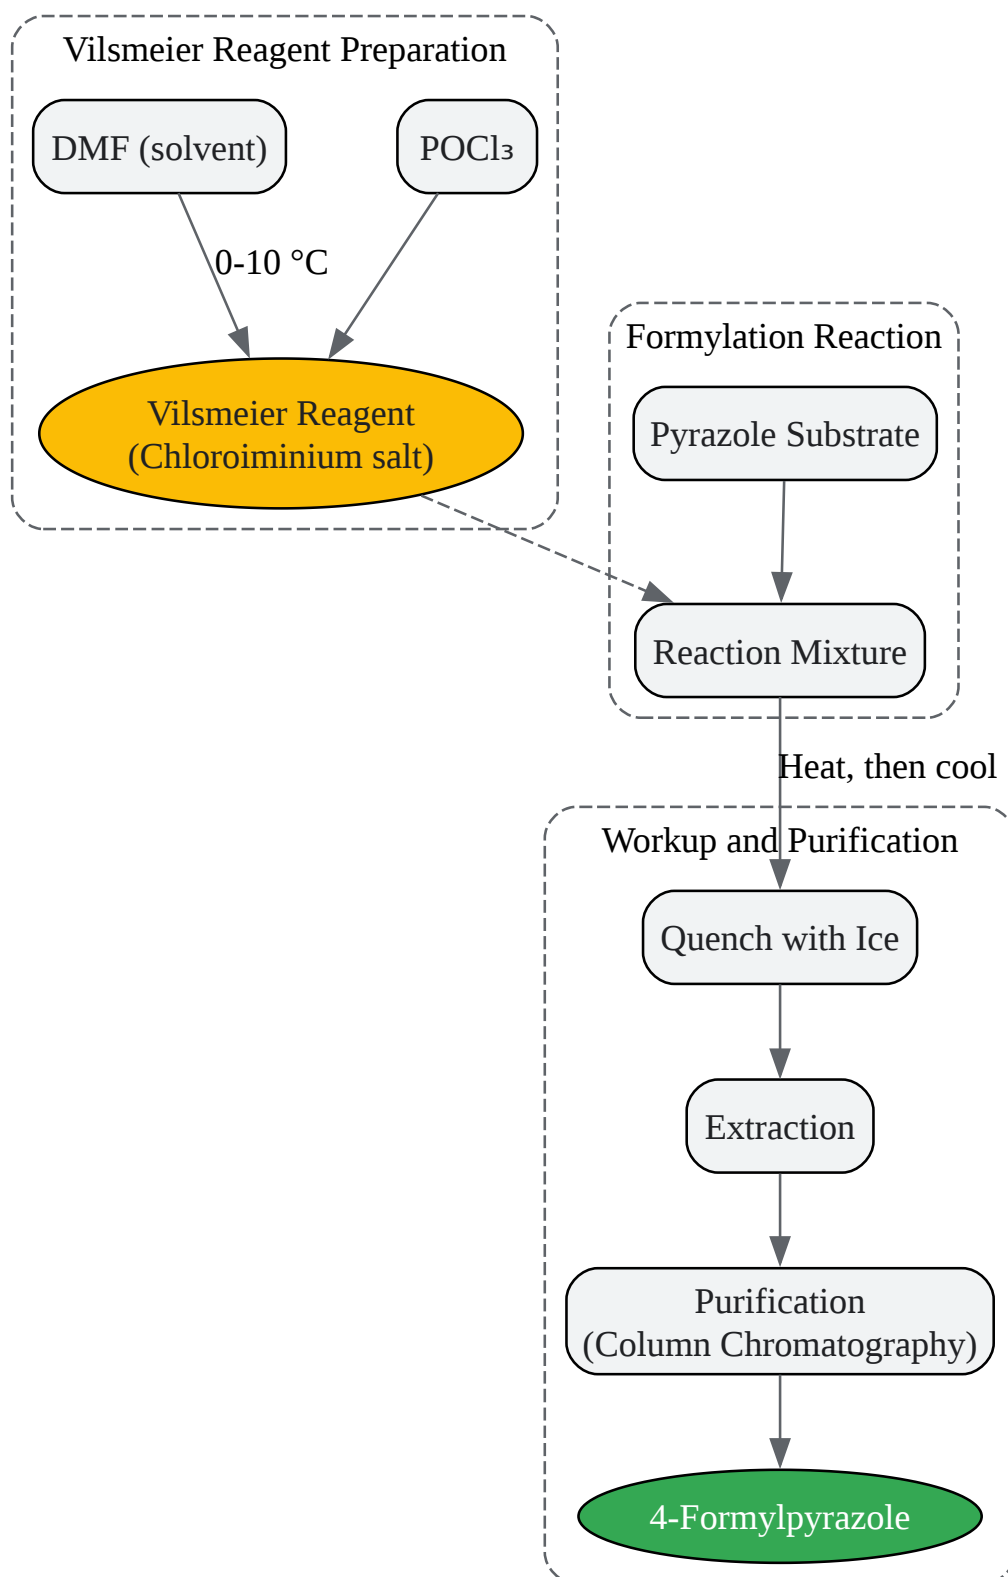 Vilsmeier Reagent Preparation
DMF (solvent)
POCl₃
0-10 °C
Vilsmeier Reagent
(Chloroiminium salt)
Formylation Reaction
Pyrazole Substrate
Reaction Mixture
Heat, then cool
Workup and Purification
Quench with Ice
Extraction
Purification
(Column Chromatography)
4-Formylpyrazole